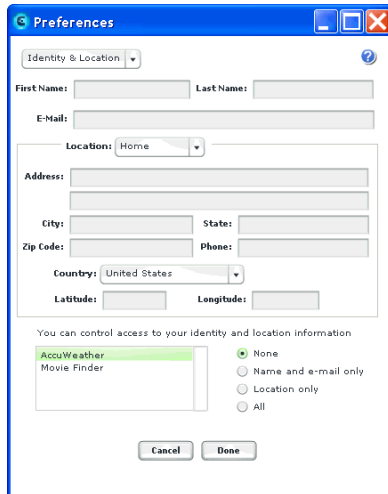 Preferences
Identity & Location
First Name: Last Name:
E-Mail:
Location: Home
Address:
City: State:
Zip Code: Phone:
Country: United States
Latitude: Longitude:
You can control access to your identity and location information
AccuWeather
Movie Finder
None
Name and e-mail only
Location only
All
Cancel Done